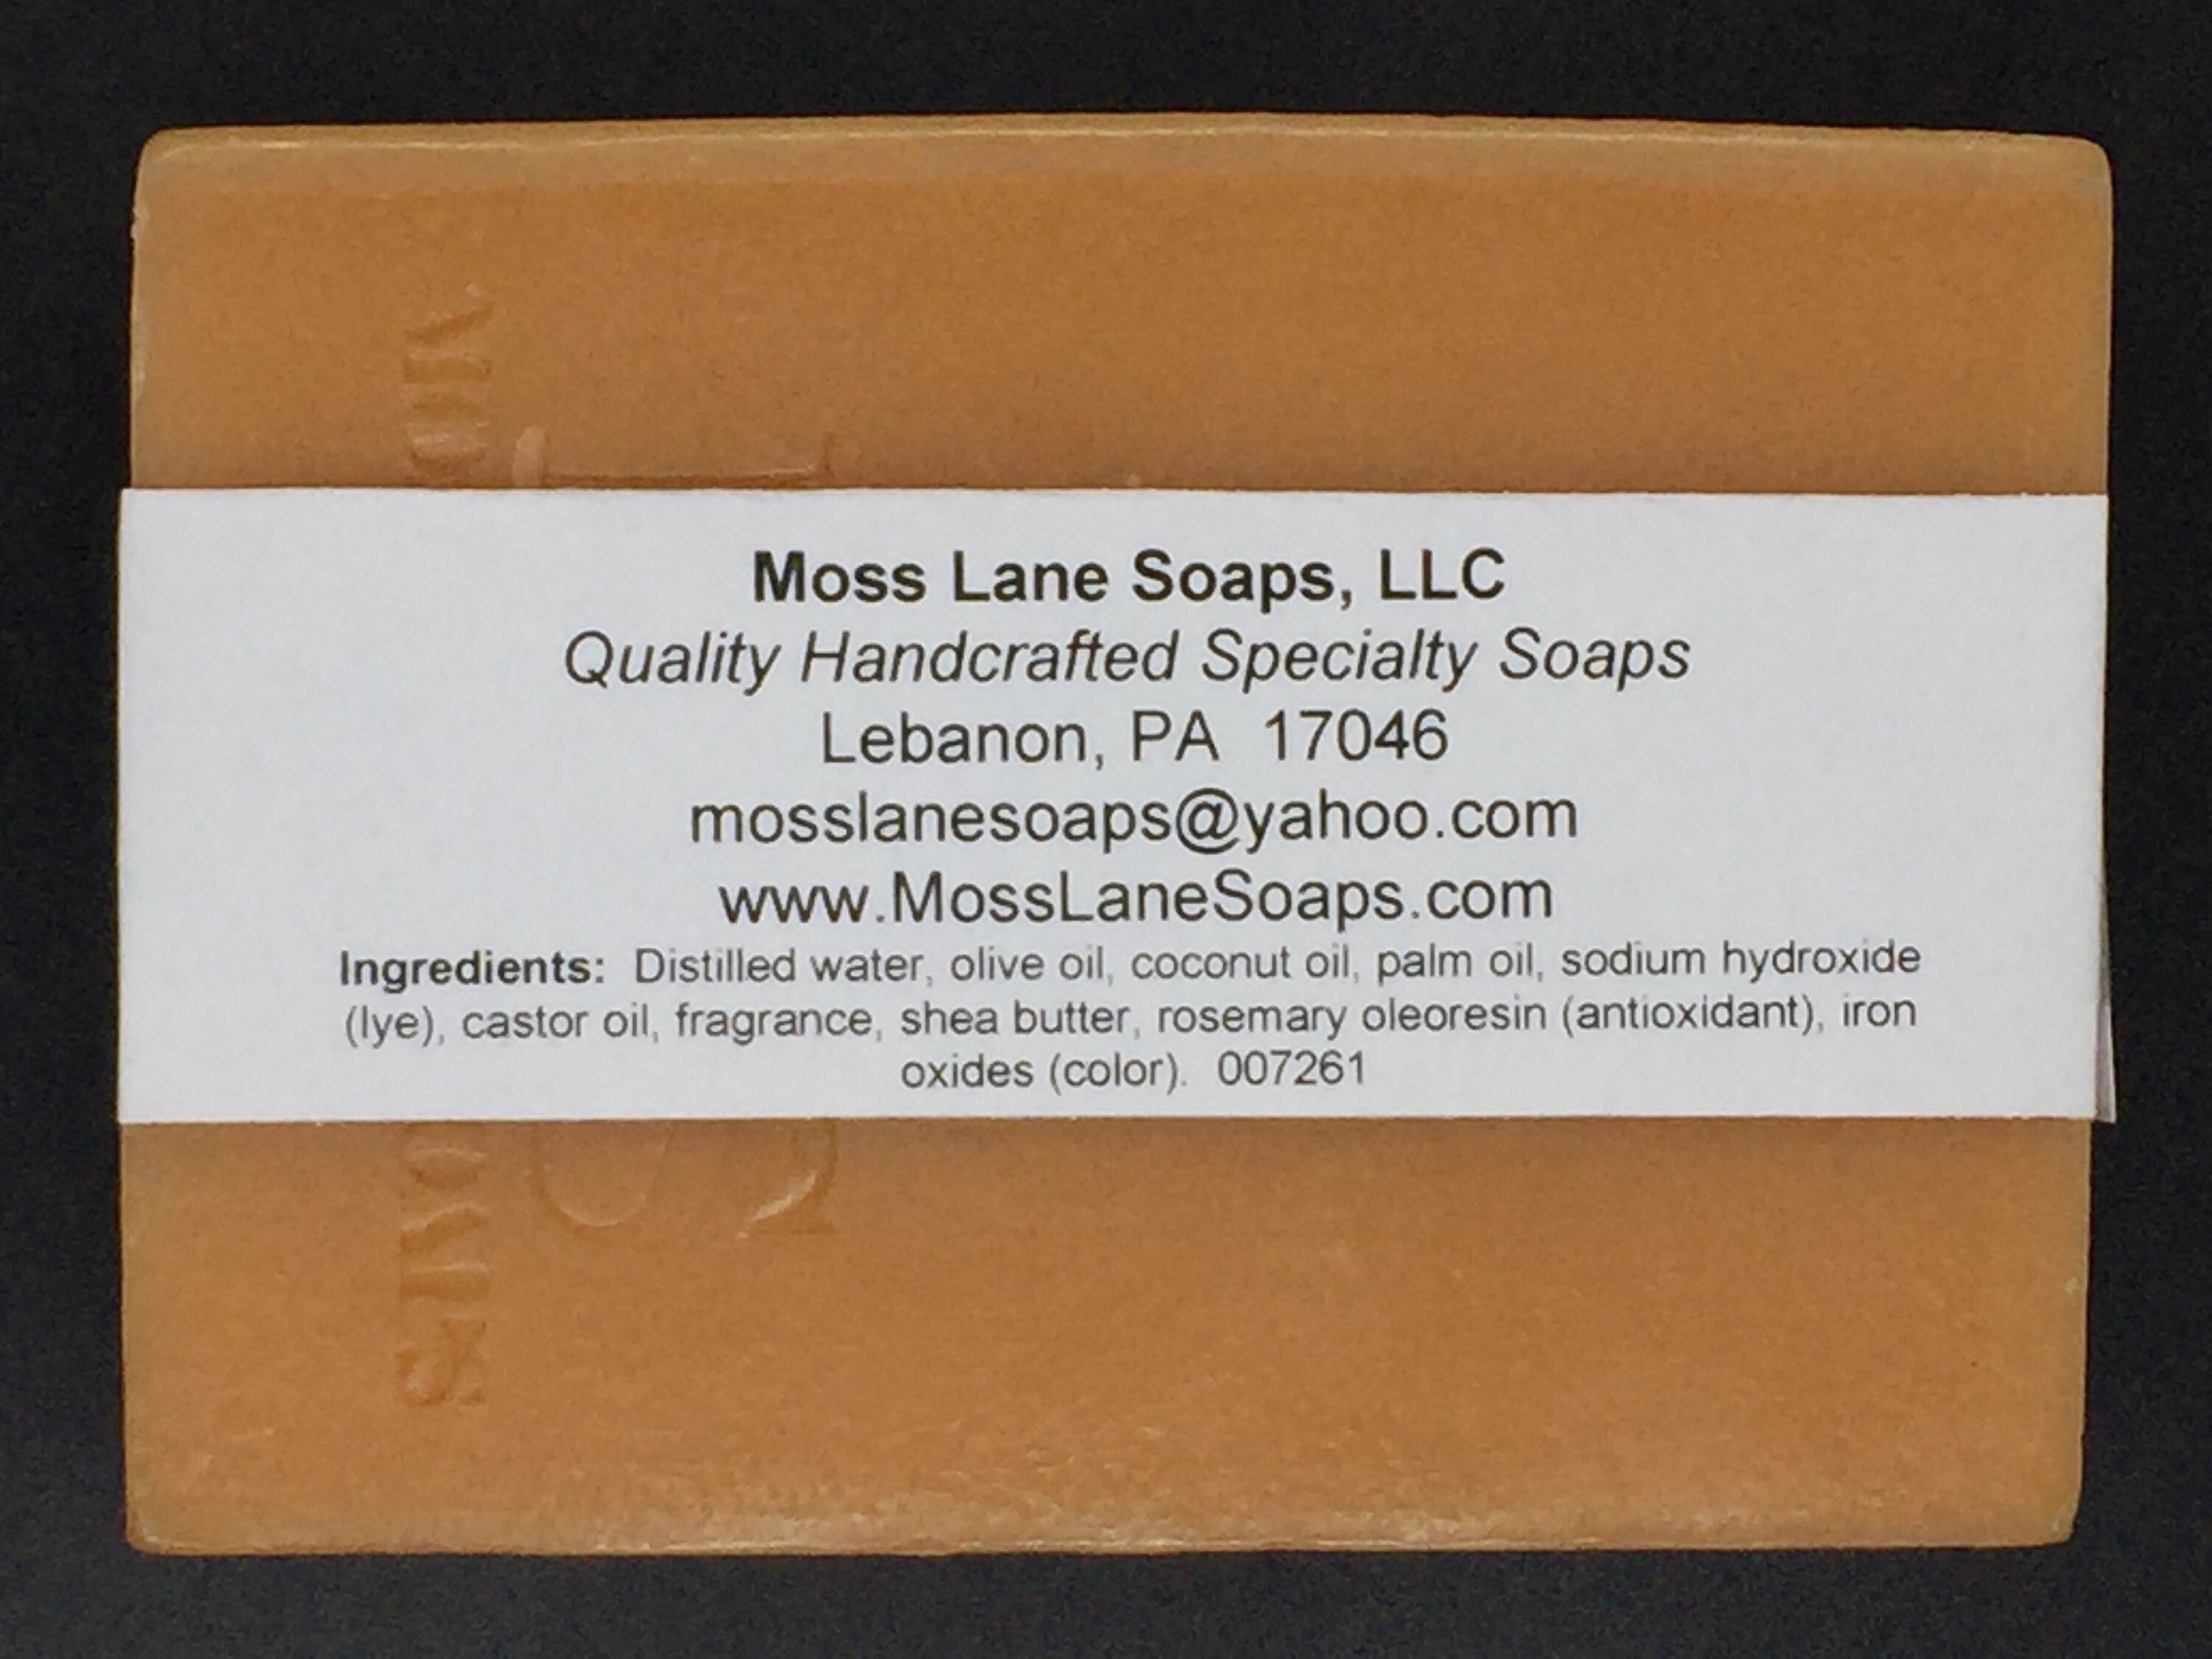 Moss Lane Soaps, LLC
Quality Handcrafted Specialty Soaps
Lebanon, PA  17046
mosslanesoaps@yahoo.com
www.MossLaneSoaps.com
Ingredients:  Distilled water, olive oil, coconut oil, palm oil, sodium hydroxide
(lye), castor oil, fragrance, shea butter, rosemary oleoresin (antioxidant), iron
oxides (color).  007261